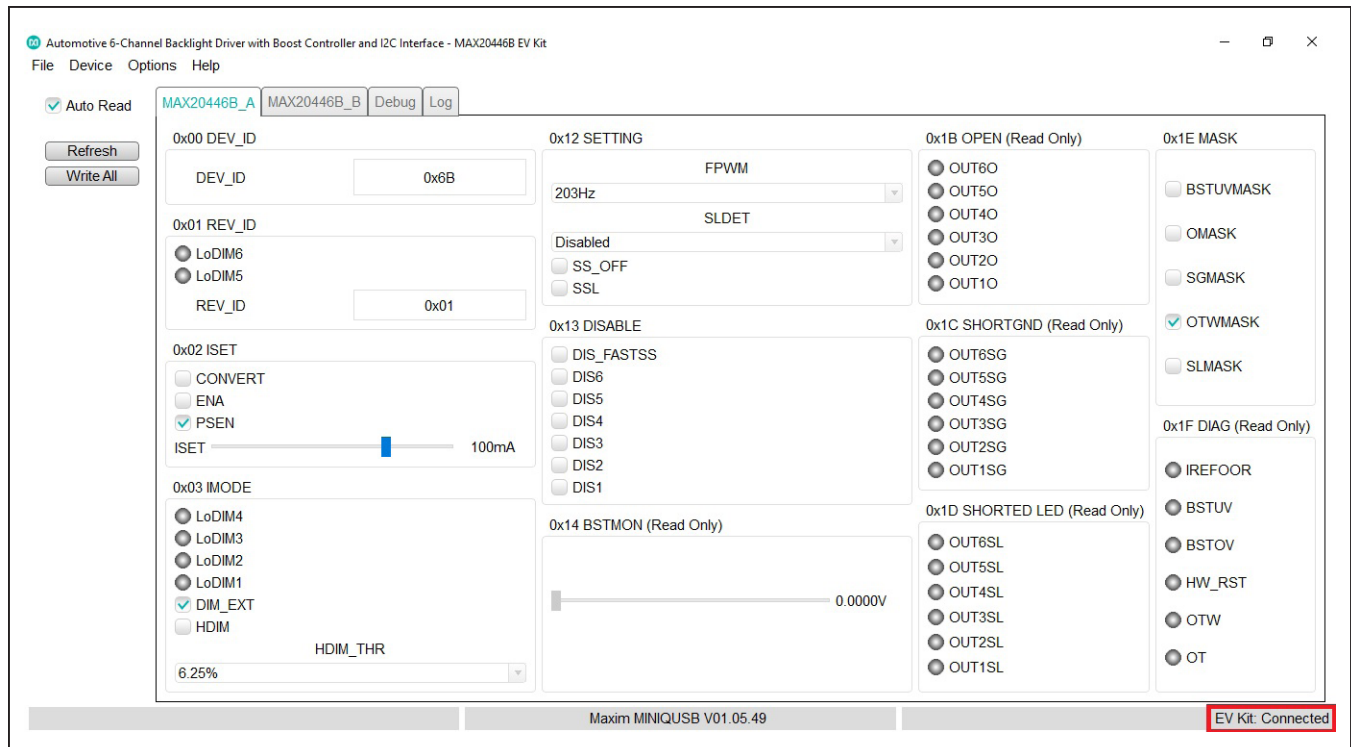 Automotive 6-Channel Backlight Driver with Boost Controller and I2C Interface - MAX20446B EV Kit
File Device Options Help
Auto Read
Refresh
Write All
MAX20446B_A MAX20446B_B Debug Log
0x00 DEV_ID
DEV_ID 0x6B
0x01 REV_ID
LoDIM6
LoDIM5
REV_ID 0x01
0x02 ISET
CONVERT
ENA
PSEN
ISET 100mA
0x03 IMODE
LoDIM4
LoDIM3
LoDIM2
LoDIM1
DIM_EXT
HDIM
HDIM_THR
6.25%
0x12 SETTING
FPWM
203Hz
SLDET
Disabled
SS_OFF
SSL
0x13 DISABLE
DIS_FASTSS
DIS6
DIS5
DIS4
DIS3
DIS2
DIS1
0x14 BSTMON (Read Only)
0.0000V
0x1B OPEN (Read Only)
OUT6O
OUT5O
OUT4O
OUT3O
OUT2O
OUT1O
0x1C SHORTGND (Read Only)
OUT6SG
OUT5SG
OUT4SG
OUT3SG
OUT2SG
OUT1SG
0x1D SHORTED LED (Read Only)
OUT6SL
OUT5SL
OUT4SL
OUT3SL
OUT2SL
OUT1SL
0x1E MASK
BSTUVMASK
OMASK
SGMASK
OTWMASK
SLMASK
0x1F DIAG (Read Only)
IREFOOR
BSTUV
BSTOV
HW_RST
OTW
OT
Maxim MINIQUSB V01.05.49
EV Kit: Connected